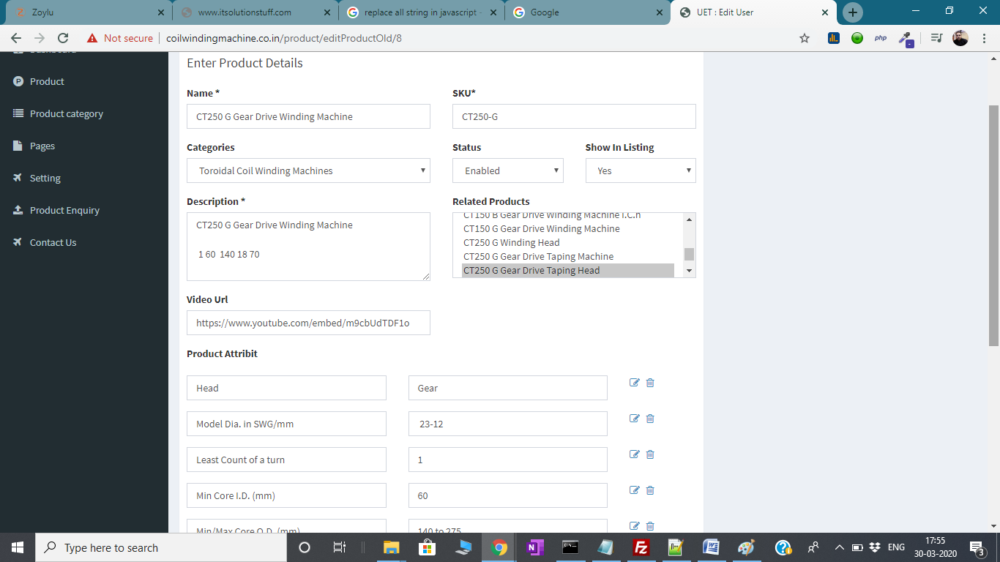 Zoylu
www.itsolutionstuff.com
replace all string in javascript -
Google
UET : Edit User
Not secure
coilwindingmachine.co.in/product/editProductOld/8
php
Dashboard
Product
Product category
Pages
Setting
Product Enquiry
Contact Us
Enter Product Details
Name *
SKU*
CT250 G Gear Drive Winding Machine
CT250-G
Categories
Status
Show In Listing
Toroidal Coil Winding Machines
Enabled
Yes
Description *
Related Products
CT250 G Gear Drive Winding Machine
1 60 140 18 70
CT150 B Gear Drive Winding Machine I.C.n
CT150 G Gear Drive Winding Machine
CT250 G Winding Head
CT250 G Gear Drive Taping Machine
CT250 G Gear Drive Taping Head
Video Url
https://www.youtube.com/embed/m9cbUdTDF1o
Product Attribit
Head
Gear
Model Dia. in SWG/mm
23-12
Least Count of a turn
1
Min Core I.D. (mm)
60
Min/Max Core O.D. (mm)
140 to 275
Type here to search
ENG
17:55
30-03-2020
3